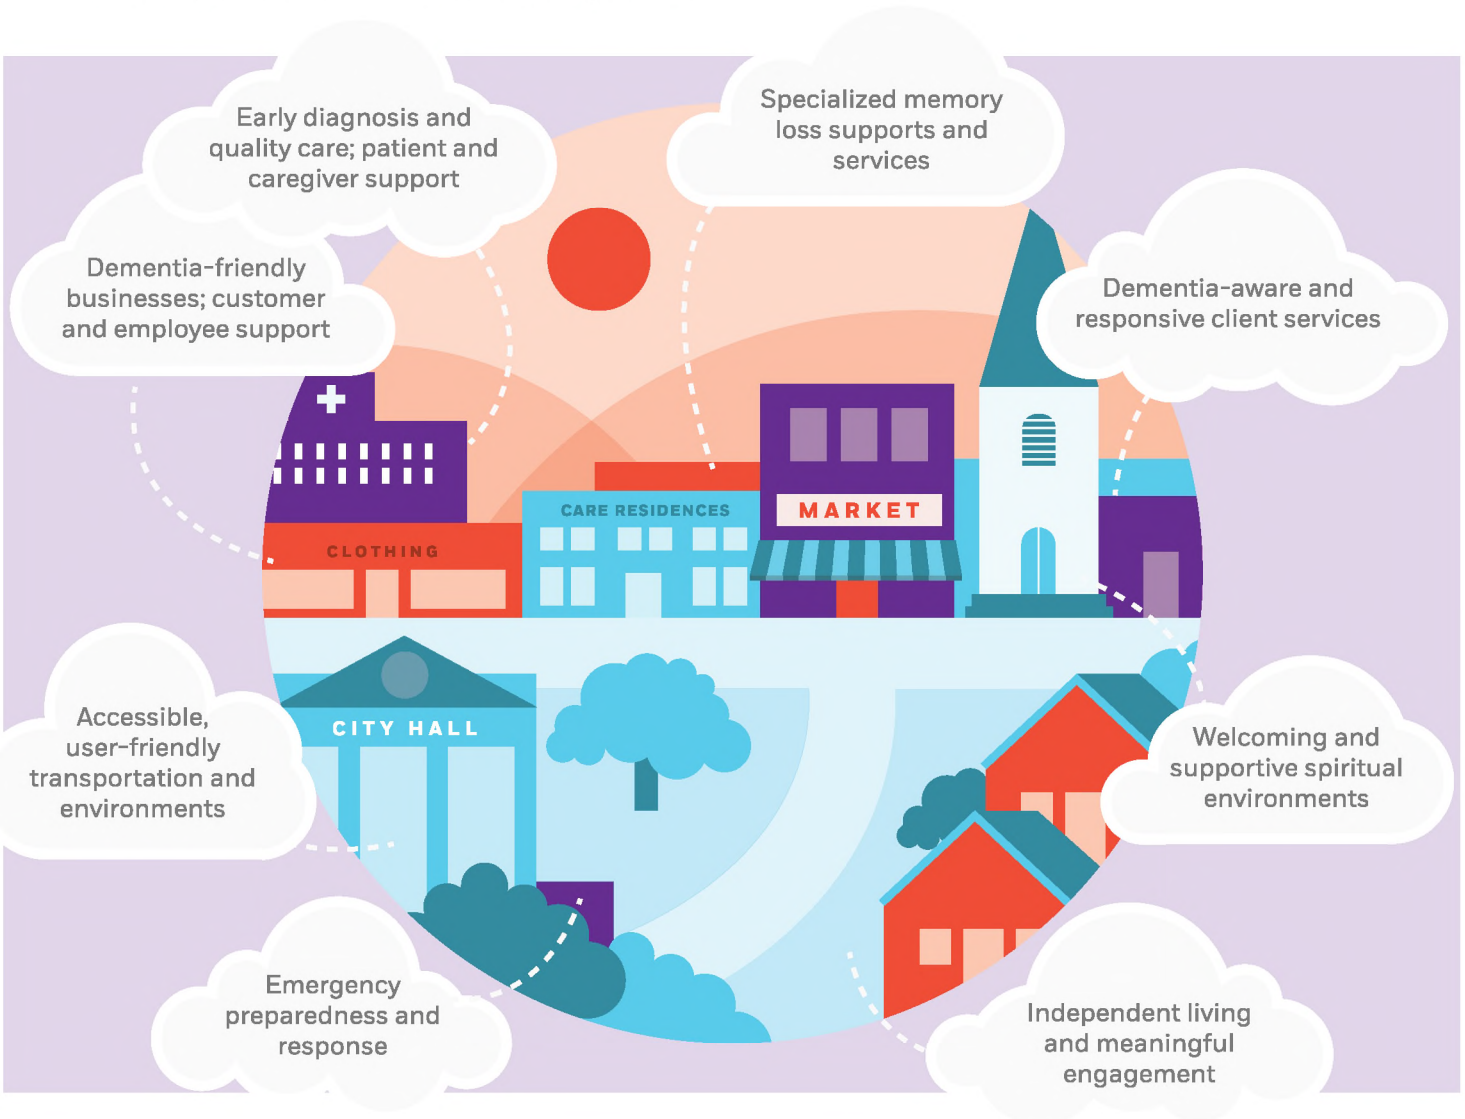 Early diagnosis and
quality care; patient and
caregiver support
Specialized memory
loss supports and
services
Dementia-friendly
businesses; customer
and employee support
Dementia-aware and
responsive client services
CLOTHING
CARE RESIDENCES
MARKET
CITY HALL
Accessible,
user-friendly
transportation and
environments
Welcoming and
supportive spiritual
environments
Emergency
preparedness and
response
Independent living
and meaningful
engagement